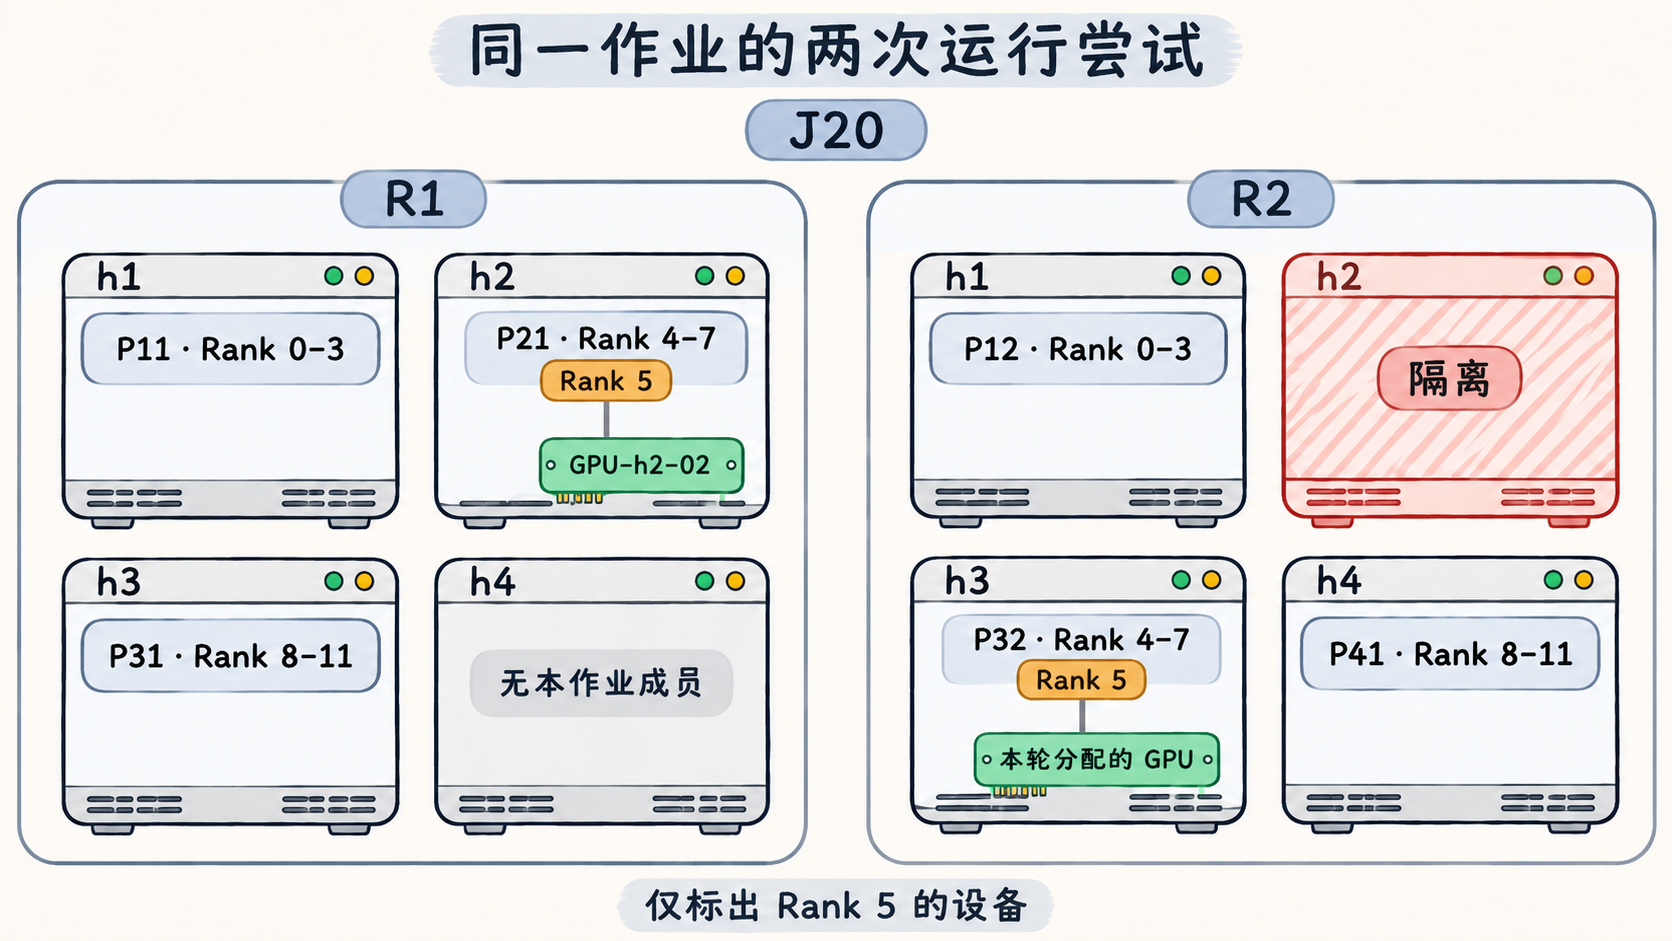 同一作业的两次运行尝试
J20
R1
h1
P11 · Rank 0–3
h2
P21 · Rank 4–7
Rank 5
GPU-h2-02
h3
P31 · Rank 8–11
h4
无本作业成员
R2
h1
P12 · Rank 0–3
h2
隔离
h3
P32 · Rank 4–7
Rank 5
本轮分配的 GPU
h4
P41 · Rank 8–11
仅标出 Rank 5 的设备